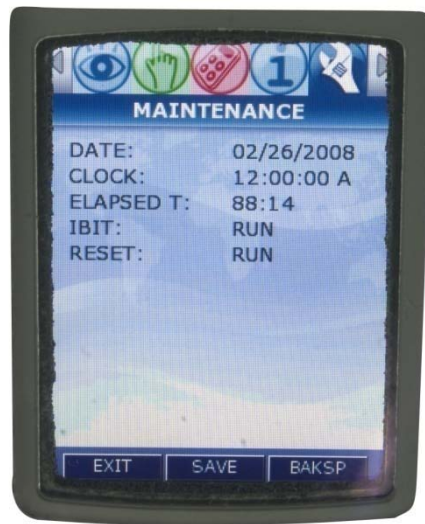 i
MAINTENANCE
DATE: 02/26/2008
CLOCK: 12:00:00 A
ELAPSED T: 88:14
IBIT: RUN
RESET: RUN
EXIT SAVE BAKSP